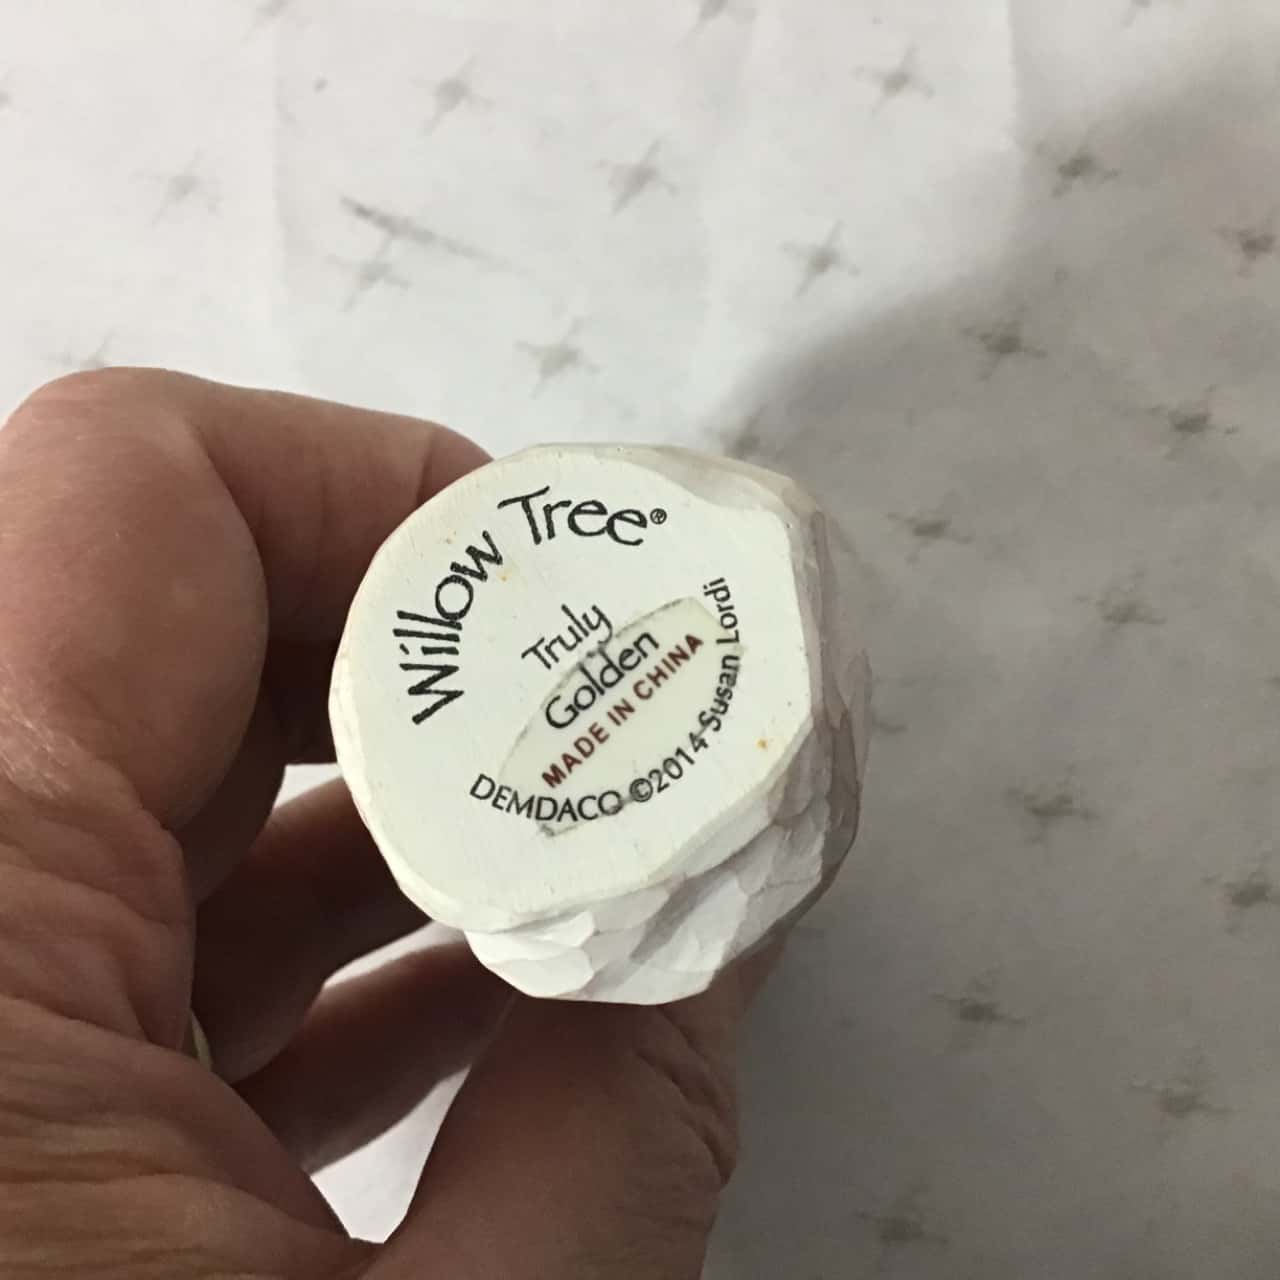 Willow Tree®
Truly
Golden
MADE IN CHINA
DEMDACO ©2014 Susan Lordi